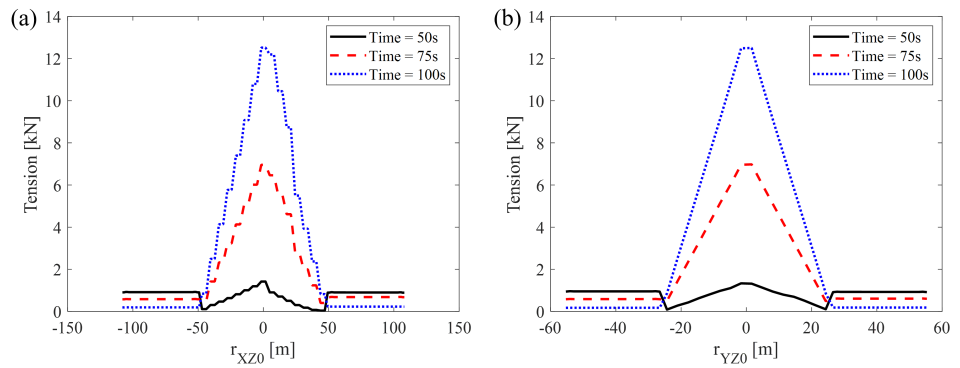 (a)
14
12
10
8
6
4
2
0
Tension [kN]
-150 -100 -50 0 50 100 150
r_XZ0 [m]
Time = 50s
Time = 75s
Time = 100s
(b)
14
12
10
8
6
4
2
0
Tension [kN]
-60 -40 -20 0 20 40 60
r_YZ0 [m]
Time = 50s
Time = 75s
Time = 100s